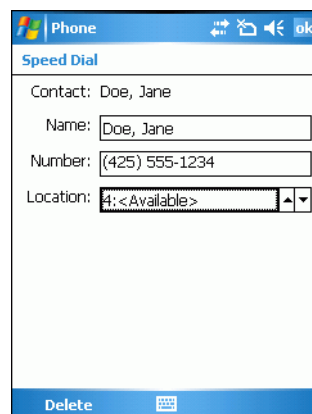 Phone ok
Speed Dial
Contact: Doe, Jane
Name: Doe, Jane
Number: (425) 555-1234
Location: 4:<Available>
Delete